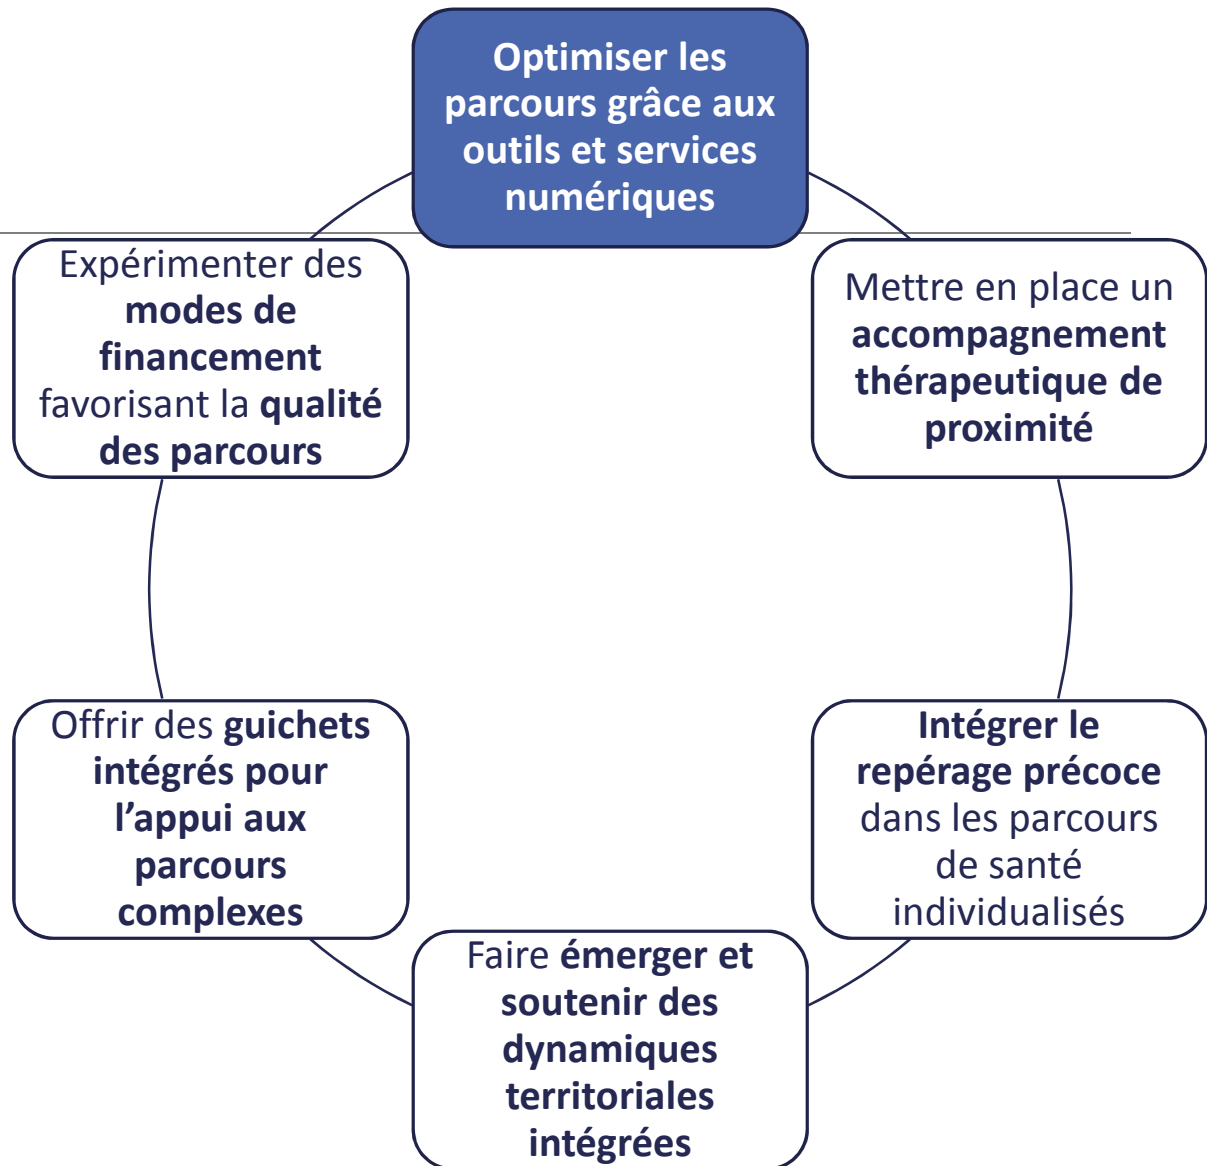 Optimiser les
parcours grâce aux
outils et services
numériques
Expérimenter des
modes de
financement
favorisant la qualité
des parcours
Mettre en place un
accompagnement
thérapeutique de
proximité
Offrir des guichets
intégrés pour
l’appui aux
parcours
complexes
Intégrer le
repérage précoce
dans les parcours
de santé
individualisés
Faire émerger et
soutenir des
dynamiques
territoriales
intégrées